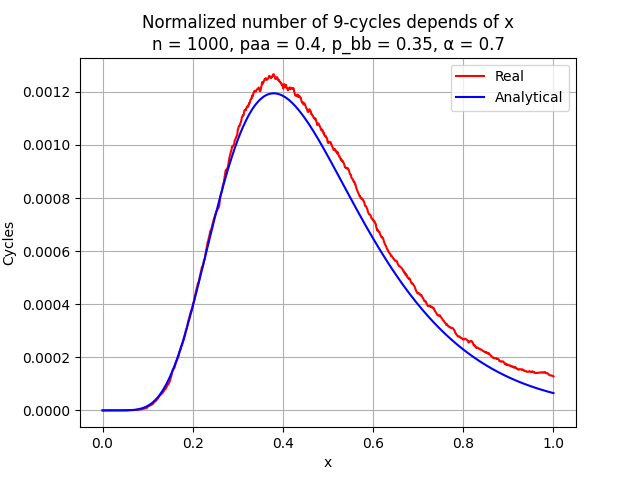 Normalized number of 9-cycles depends of x
n = 1000, paa = 0.4, p_bb = 0.35, α = 0.7
Real
Analytical
Cycles
0.0012
0.0010
0.0008
0.0006
0.0004
0.0002
0.0000
0.0 0.2 0.4 0.6 0.8 1.0
x